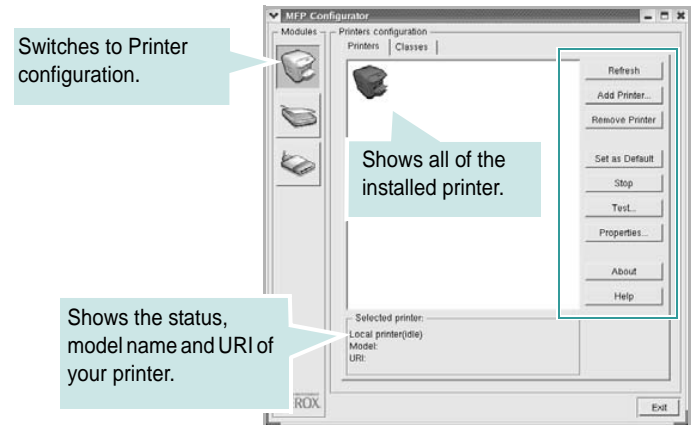 MFP Configurator
Modules
Printers configuration
Printers
Classes
Switches to Printer
configuration.
Refresh
Add Printer...
Remove Printer
Shows all of the
installed printer.
Set as Default
Stop
Test...
Properties...
About
Help
Shows the status,
model name and URI of
your printer.
Selected printer:
Local printer(idle)
Model:
URI:
ROX
Exit